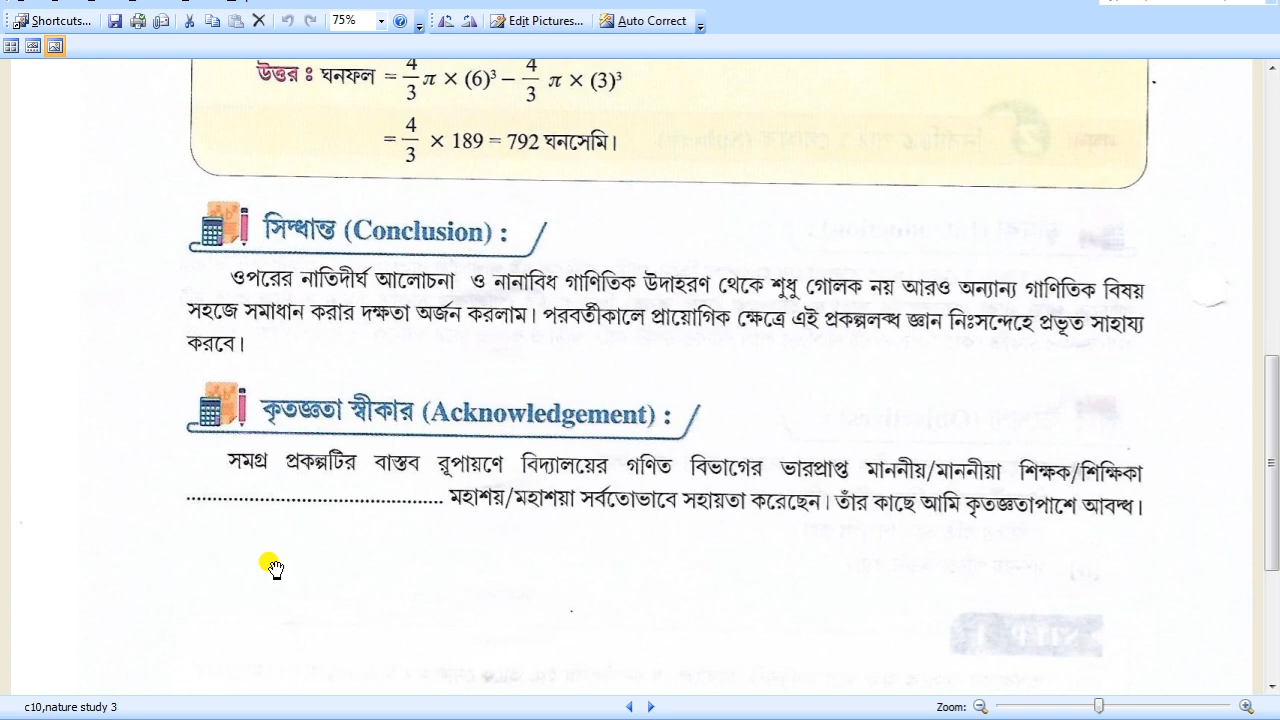 Shortcuts...
75%
Edit Pictures...
Auto Correct
উত্তর ঃ ঘনফল = 4/3 π × (6)³ − 4/3 π × (3)³
= 4/3 × 189 = 792 ঘনসেমি।
সিদ্ধান্ত (Conclusion) :
ওপরের নাতিদীর্ঘ আলোচনা ও নানাবিধ গাণিতিক উদাহরণ থেকে শুধু গোলক নয় আরও অন্যান্য গাণিতিক বিষয়
সহজে সমাধান করার দক্ষতা অর্জন করলাম। পরবর্তীকালে প্রায়োগিক ক্ষেত্রে এই প্রকল্পলব্ধ জ্ঞান নিঃসন্দেহে প্রভূত সাহায্য
করবে।
কৃতজ্ঞতা স্বীকার (Acknowledgement) :
সমগ্র প্রকল্পটির বাস্তব রূপায়ণে বিদ্যালয়ের গণিত বিভাগের ভারপ্রাপ্ত মাননীয়/মাননীয়া শিক্ষক/শিক্ষিকা
.............................................. মহাশয়/মহাশয়া সর্বতোভাবে সহায়তা করেছেন। তাঁর কাছে আমি কৃতজ্ঞতাপাশে আবদ্ধ।
c10,nature study 3
Zoom: